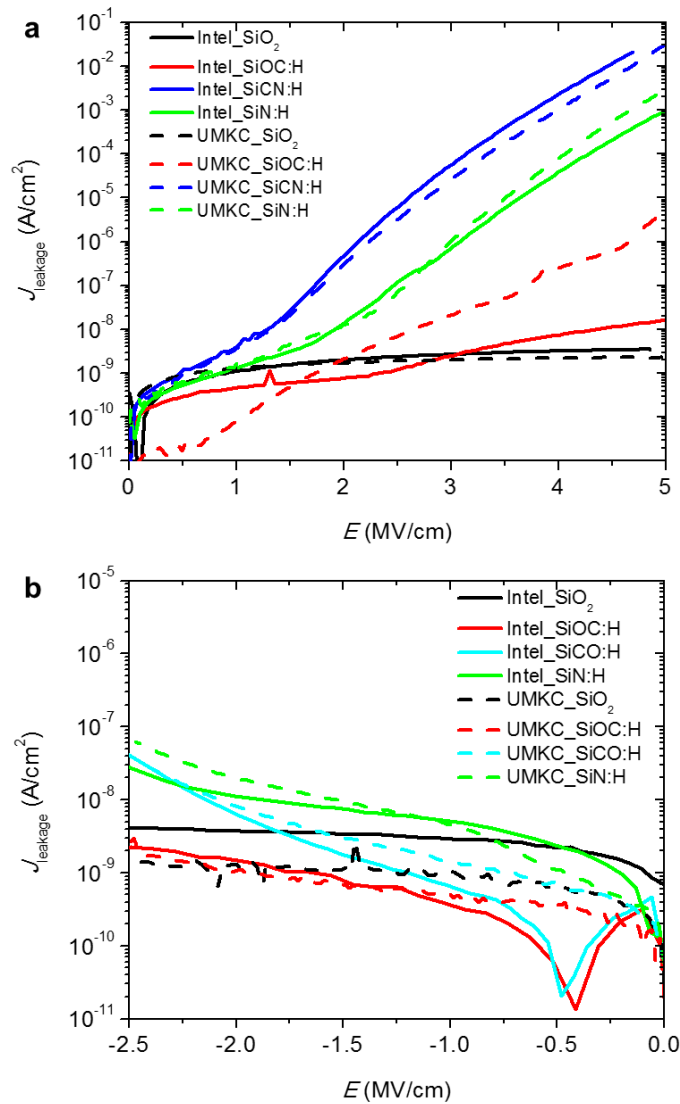 a
10⁻¹
10⁻²
10⁻³
10⁻⁴
10⁻⁵
10⁻⁶
10⁻⁷
10⁻⁸
10⁻⁹
10⁻¹⁰
10⁻¹¹
J_leakage (A/cm²)
Intel_SiO₂
Intel_SiOC:H
Intel_SiCN:H
Intel_SiN:H
UMKC_SiO₂
UMKC_SiOC:H
UMKC_SiCN:H
UMKC_SiN:H
0 1 2 3 4 5
E (MV/cm)
b
10⁻⁵
10⁻⁶
10⁻⁷
10⁻⁸
10⁻⁹
10⁻¹⁰
10⁻¹¹
J_leakage (A/cm²)
Intel_SiO₂
Intel_SiOC:H
Intel_SiCO:H
Intel_SiN:H
UMKC_SiO₂
UMKC_SiOC:H
UMKC_SiCO:H
UMKC_SiN:H
-2.5 -2.0 -1.5 -1.0 -0.5 0.0
E (MV/cm)